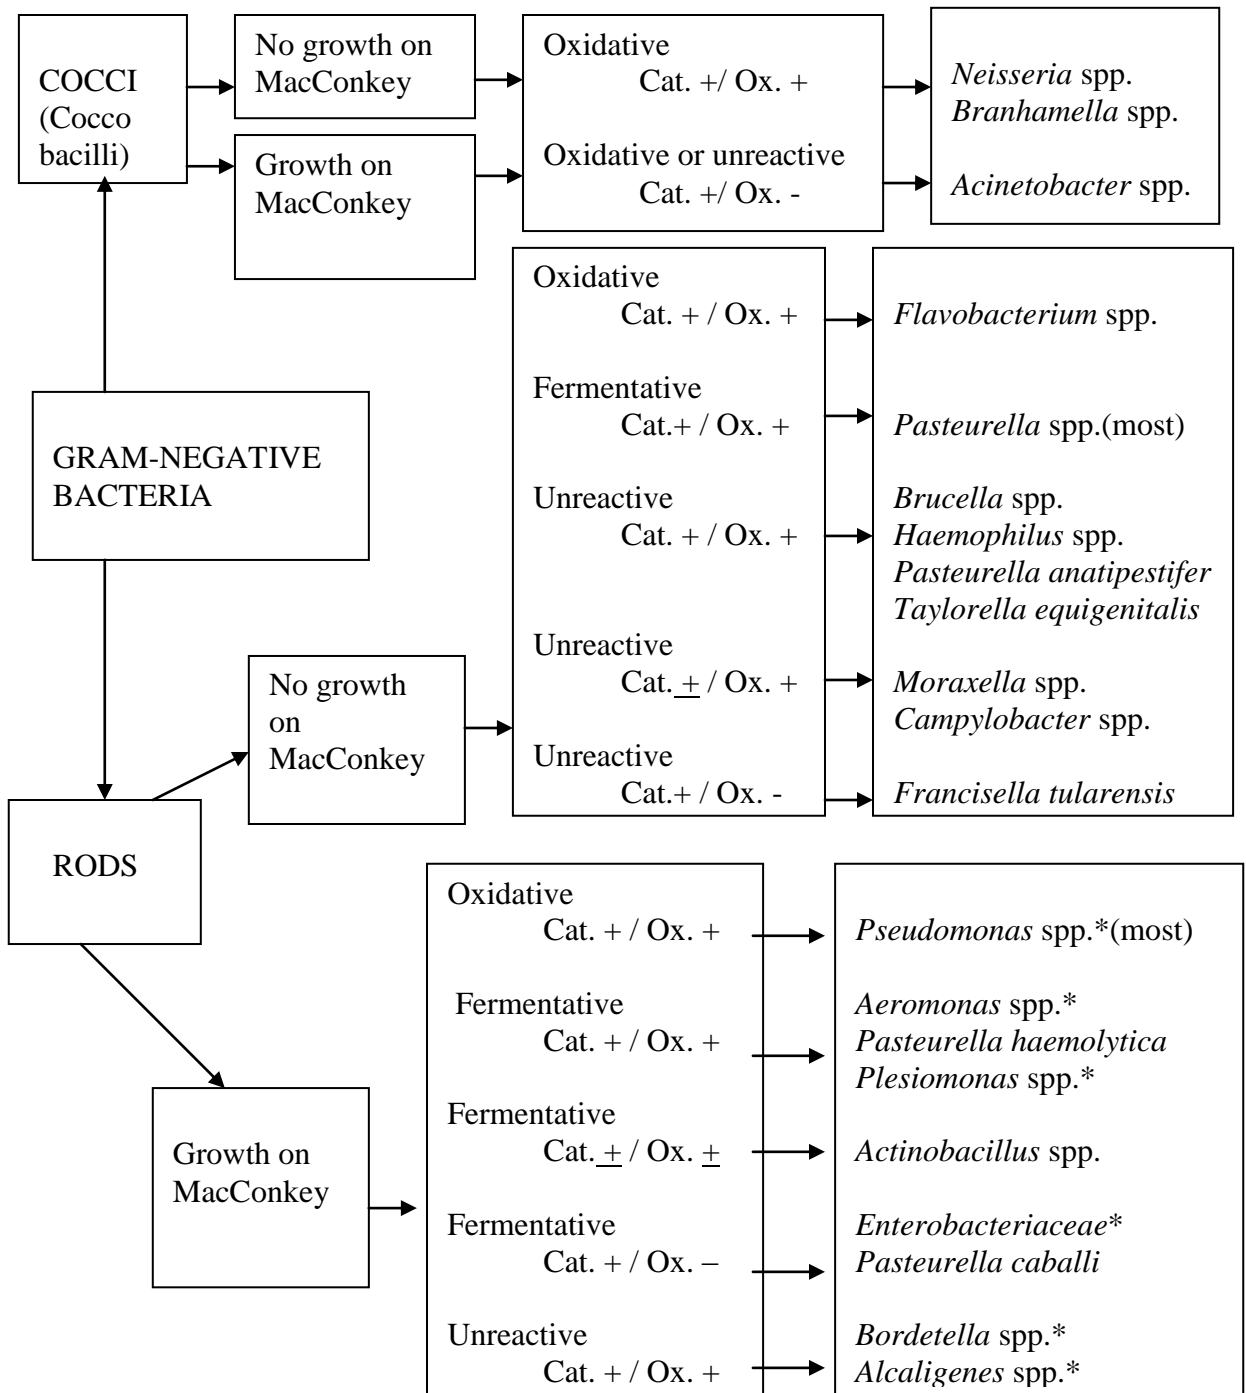 COCCI
(Cocco
bacilli)
No growth on
MacConkey
Growth on
MacConkey
Oxidative
Cat. +/ Ox. +
Oxidative or unreactive
Cat. +/ Ox. -
Neisseria spp.
Branhamella spp.
Acinetobacter spp.
GRAM-NEGATIVE
BACTERIA
RODS
No growth
on
MacConkey
Oxidative
Cat. + / Ox. +
Fermentative
Cat.+ / Ox. +
Unreactive
Cat. + / Ox. +
Unreactive
Cat. + / Ox. +
Unreactive
Cat.+ / Ox. -
Flavobacterium spp.
Pasteurella spp.(most)
Brucella spp.
Haemophilus spp.
Pasteurella anatipestifer
Taylorella equigenitalis
Moraxella spp.
Campylobacter spp.
Francisella tularensis
Growth on
MacConkey
Oxidative
Cat. + / Ox. +
Fermentative
Cat. + / Ox. +
Fermentative
Cat. + / Ox. +
Fermentative
Cat. + / Ox. –
Unreactive
Cat. + / Ox. +
Pseudomonas spp.*(most)
Aeromonas spp.*
Pasteurella haemolytica
Plesiomonas spp.*
Actinobacillus spp.
Enterobacteriaceae*
Pasteurella caballi
Bordetella spp.*
Alcaligenes spp.*